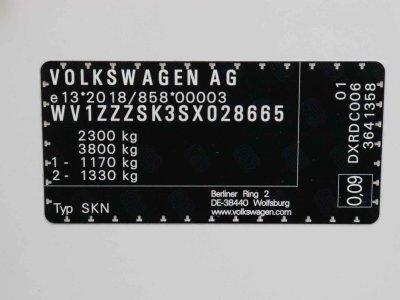 VOLKSWAGEN AG
e13*2018/858*00003
WV1ZZZSK3SX028665
2300 kg
3800 kg
1 - 1170 kg
2 - 1330 kg
Typ SKN
Berliner Ring 2
DE-38440 Wolfsburg
www.volkswagen.com
01
DXRDC006
3941358
0,09